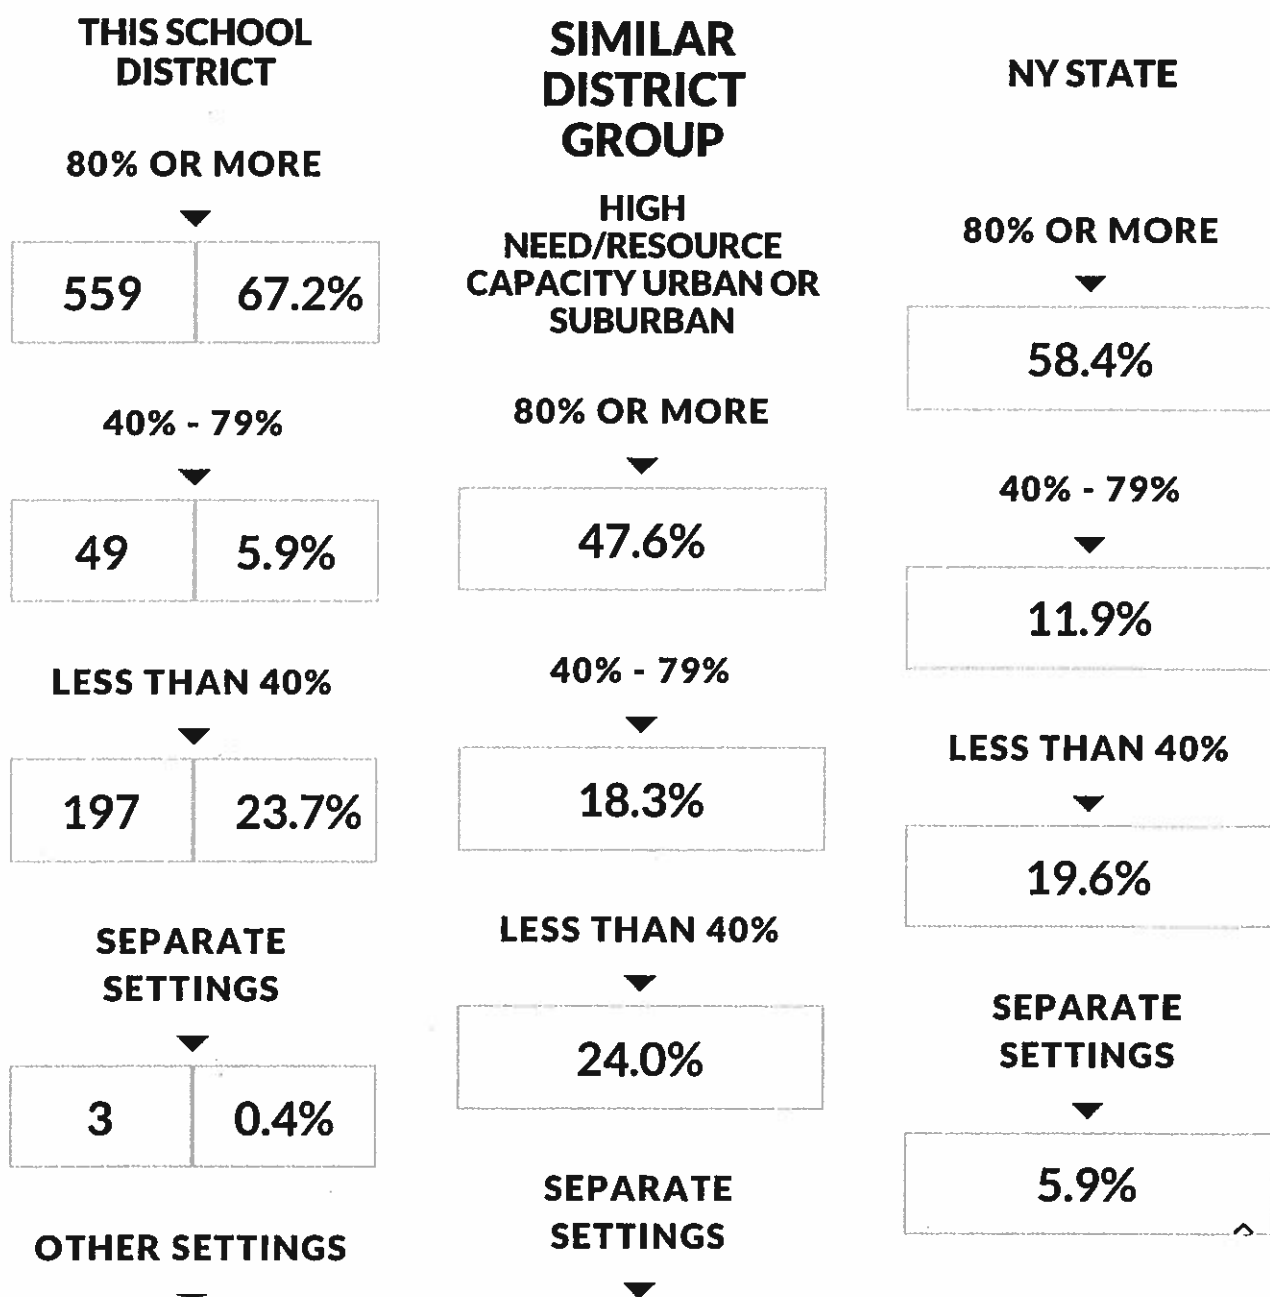 THIS SCHOOL
DISTRICT
80% OR MORE
559 67.2%
40% - 79%
49 5.9%
LESS THAN 40%
197 23.7%
SEPARATE
SETTINGS
3 0.4%
OTHER SETTINGS
SIMILAR
DISTRICT
GROUP
HIGH
NEED/RESOURCE
CAPACITY URBAN OR
SUBURBAN
80% OR MORE
47.6%
40% - 79%
18.3%
LESS THAN 40%
24.0%
SEPARATE
SETTINGS
NY STATE
80% OR MORE
58.4%
40% - 79%
11.9%
LESS THAN 40%
19.6%
SEPARATE
SETTINGS
5.9%